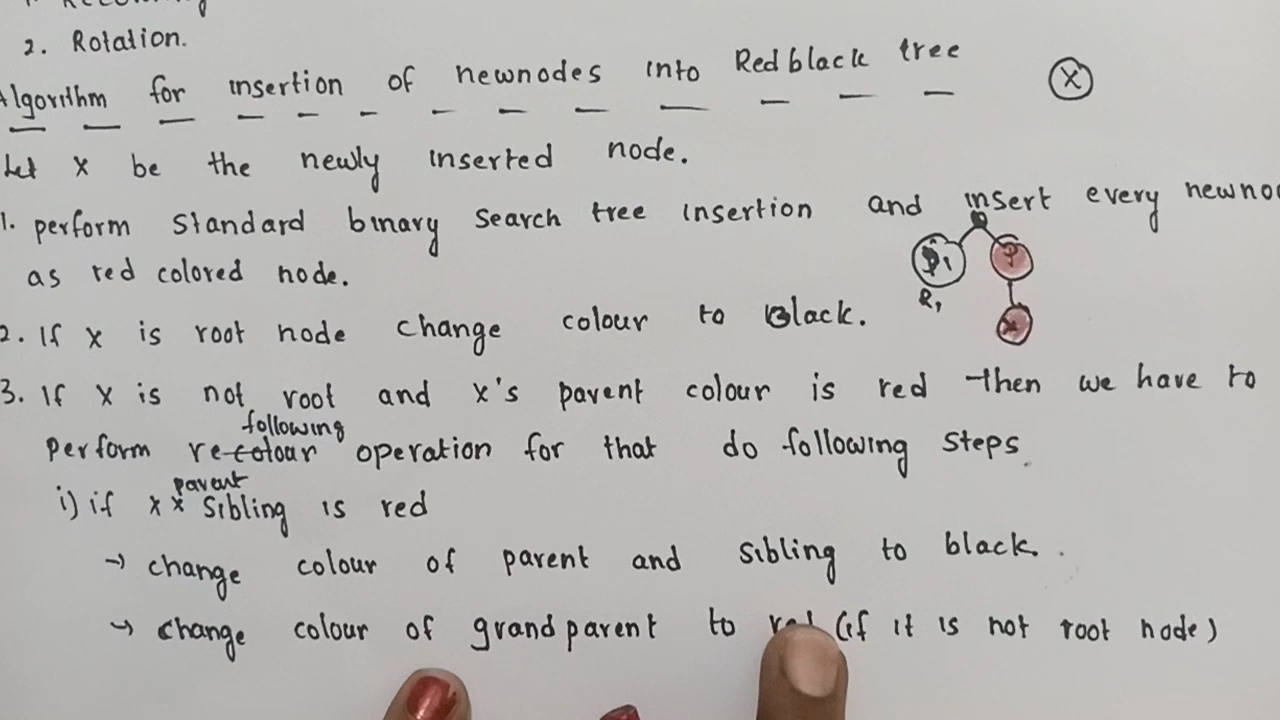 2. Rotation.
Algorithm for insertion of newnodes into Redblack tree
X
Let x be the newly inserted node.
1. perform standard binary search tree insertion and insert every newno
as red colored node.
P
R1
x
2. If x is root node change colour to Black.
3. If x is not root and x's parent colour is red then we have to
following
perform re-colour operation for that do following steps.
parent
i) if x x sibling is red
→ change colour of parent and sibling to black.
→ change colour of grandparent to red (if it is not root node)